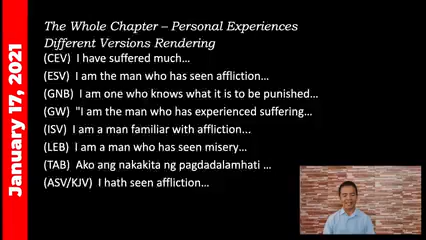 January 17, 2021
The Whole Chapter – Personal Experiences
Different Versions Rendering
(CEV) I have suffered much…
(ESV) I am the man who has seen affliction…
(GNB) I am one who knows what it is to be punished…
(GW) "I am the man who has experienced suffering…
(ISV) I am a man familiar with affliction...
(LEB) I am a man who has seen misery…
(TAB) Ako ang nakakita ng pagdadalamhati …
(ASV/KJV) I hath seen affliction…